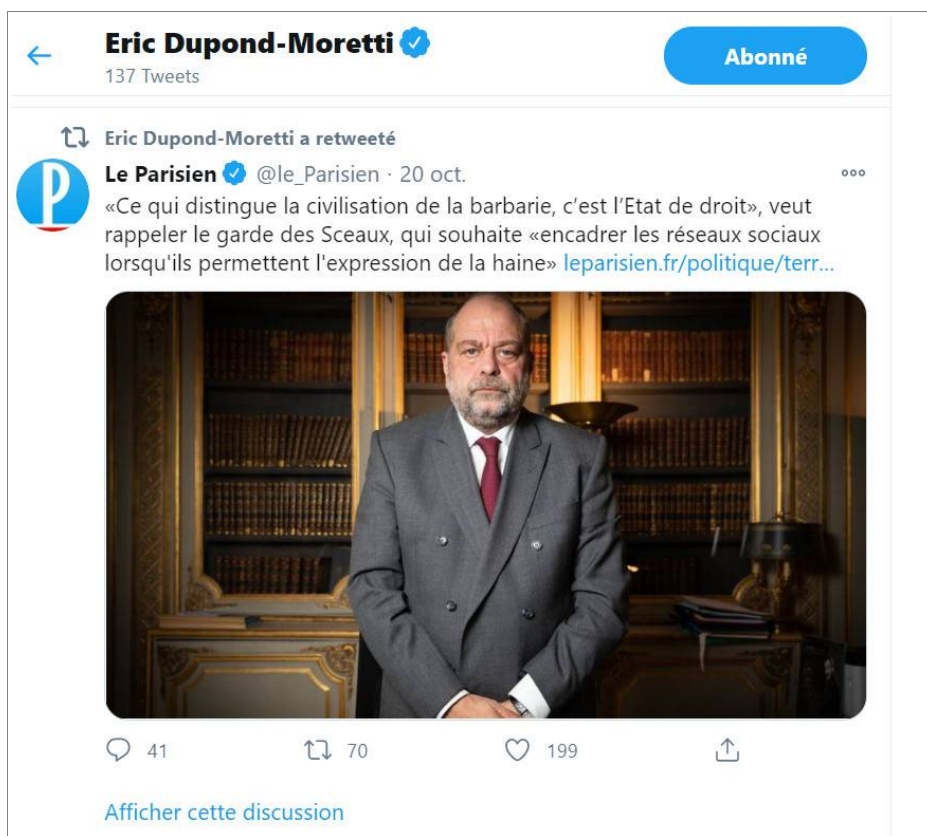 Eric Dupond-Moretti
137 Tweets
Abonné
Eric Dupond-Moretti a retweeté
Le Parisien @le_Parisien · 20 oct.
«Ce qui distingue la civilisation de la barbarie, c’est l’Etat de droit», veut
rappeler le garde des Sceaux, qui souhaite «encadrer les réseaux sociaux
lorsqu'ils permettent l'expression de la haine» leparisien.fr/politique/terr...
41 70 199
Afficher cette discussion